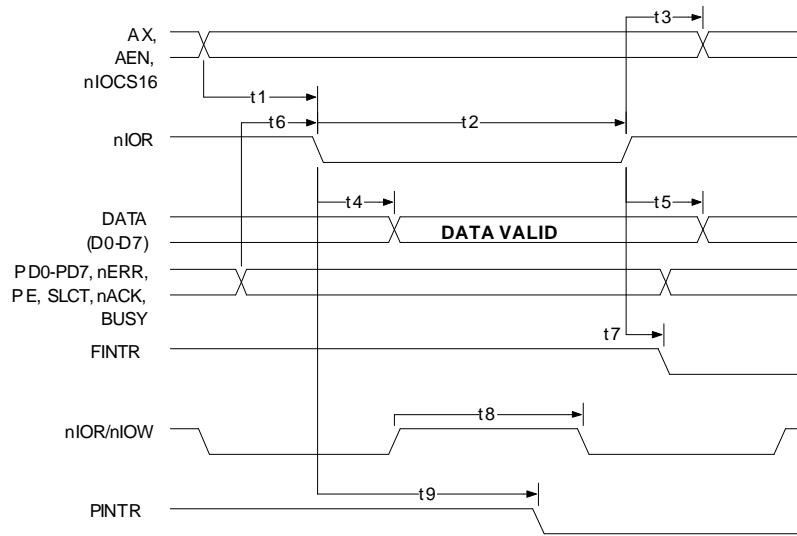 t3
AX,
AEN,
nIOCS16
t1
t6
t2
nIOR
t4
t5
DATA
(D0-D7)
DATA VALID
PD0-PD7, nERR,
PE, SLCT, nACK,
BUSY
t7
FINTR
t8
nIOR/nIOW
t9
PINTR